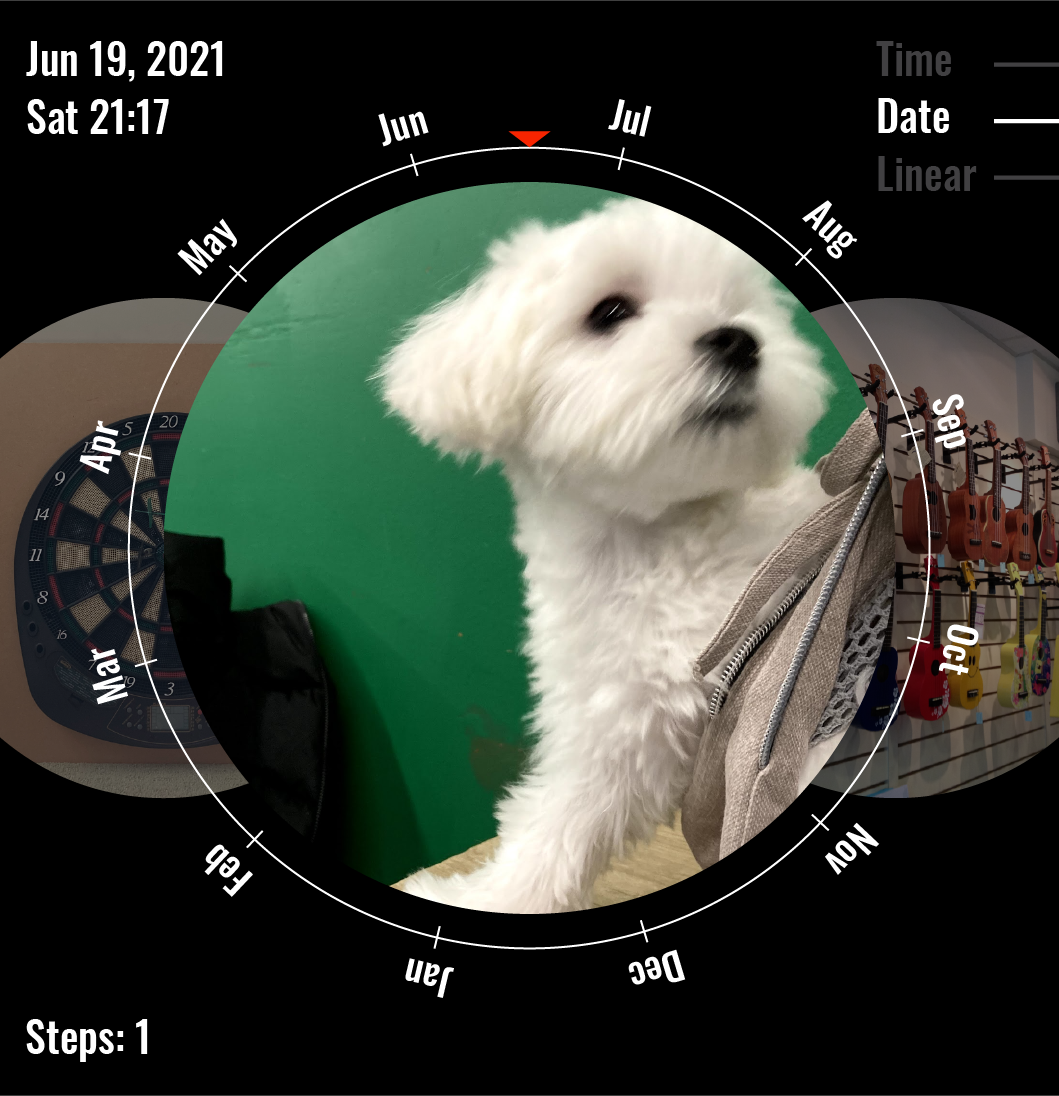 Jun 19, 2021
Sat 21:17
Time
Date
Linear
Jun
Jul
May
Aug
Apr
Sep
Mar
Oct
Feb
Nov
Jan
Dec
5
20
9
14
11
8
16
3
Steps: 1